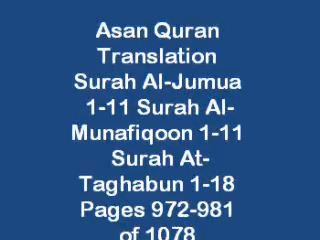 Asan Quran
Translation
Surah Al-Jumua
1-11 Surah Al-
Munafiqoon 1-11
Surah At-
Taghabun 1-18
Pages 972-981
of 1078